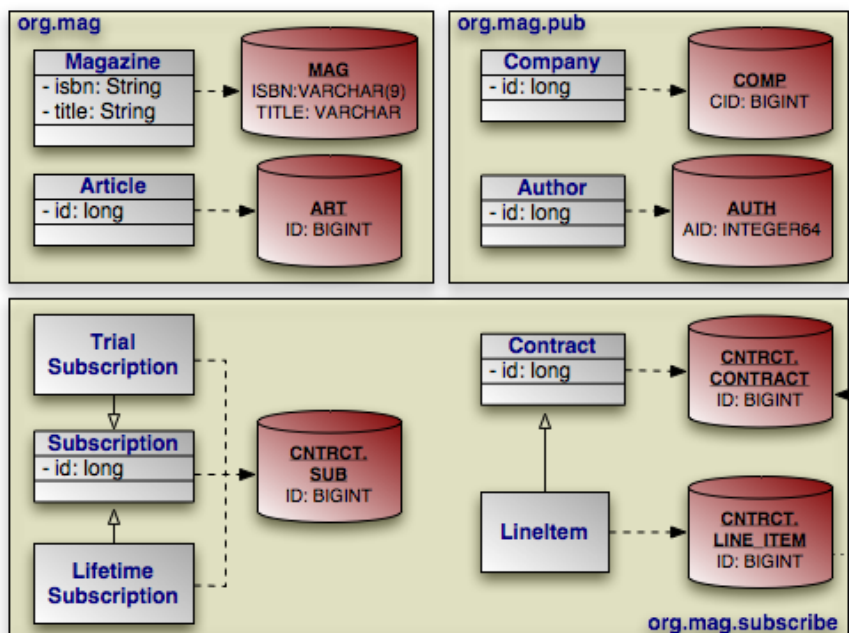 org.mag
Magazine
- isbn: String
- title: String
MAG
ISBN:VARCHAR(9)
TITLE: VARCHAR
Article
- id: long
ART
ID: BIGINT
org.mag.pub
Company
- id: long
COMP
CID: BIGINT
Author
- id: long
AUTH
AID: INTEGER64
Trial
Subscription
Subscription
- id: long
Lifetime
Subscription
CNTRCT.
SUB
ID: BIGINT
Contract
- id: long
CNTRCT.
CONTRACT
ID: BIGINT
LineItem
CNTRCT.
LINE_ITEM
ID: BIGINT
org.mag.subscribe